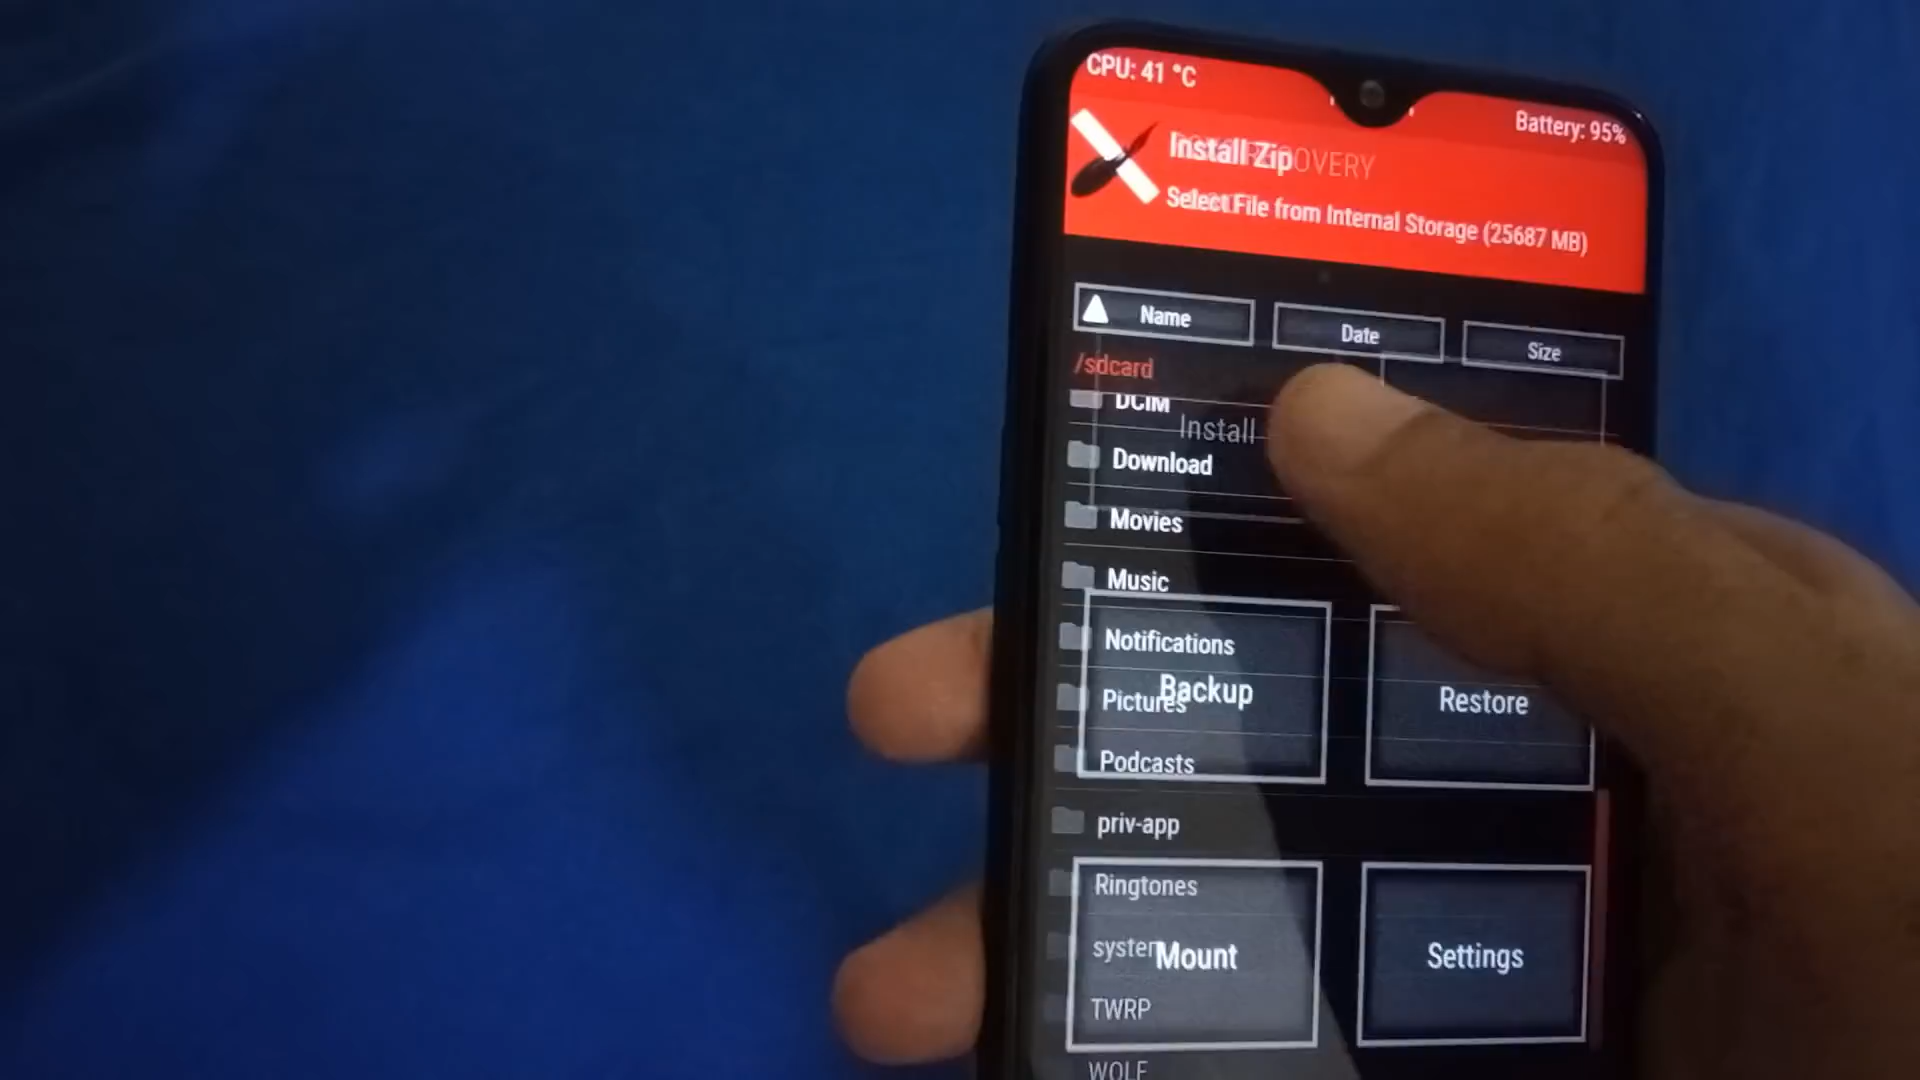 CPU: 41 °C
Battery: 95%
Install Zip
OVERY
Select File from Internal Storage (25687 MB)
Name
Date
Size
/sdcard
DCIM
Install
Download
Movies
Music
Notifications
Backup
Restore
Pictures
Podcasts
priv-app
Ringtones
system
Mount
Settings
TWRP
WOLF